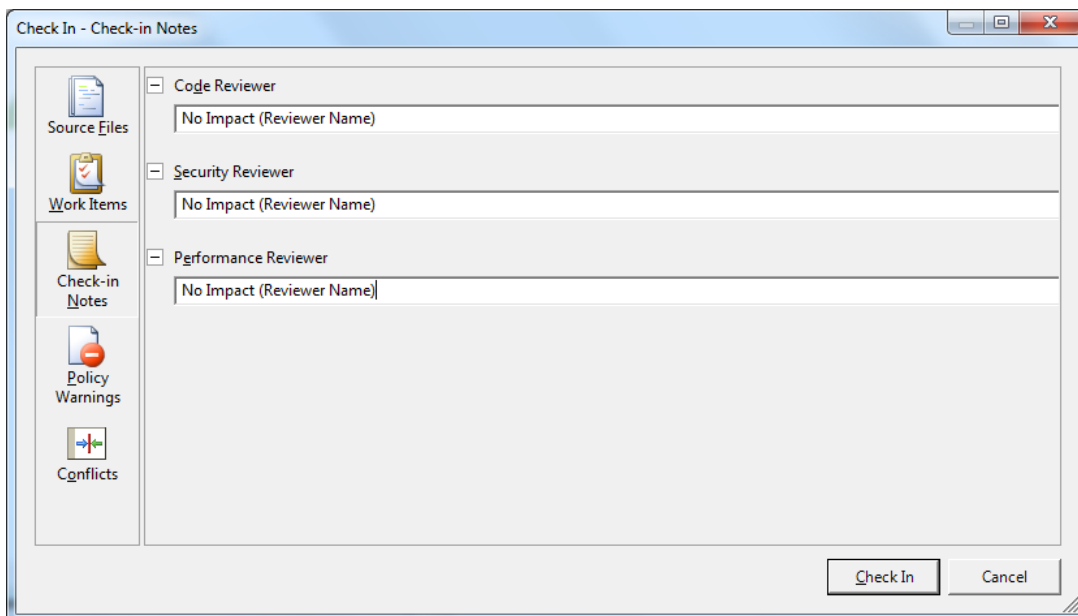 Check In - Check-in Notes
Source Files
Work Items
Check-in
Notes
Policy
Warnings
Conflicts
Code Reviewer
No Impact (Reviewer Name)
Security Reviewer
No Impact (Reviewer Name)
Performance Reviewer
No Impact (Reviewer Name)
Check In
Cancel